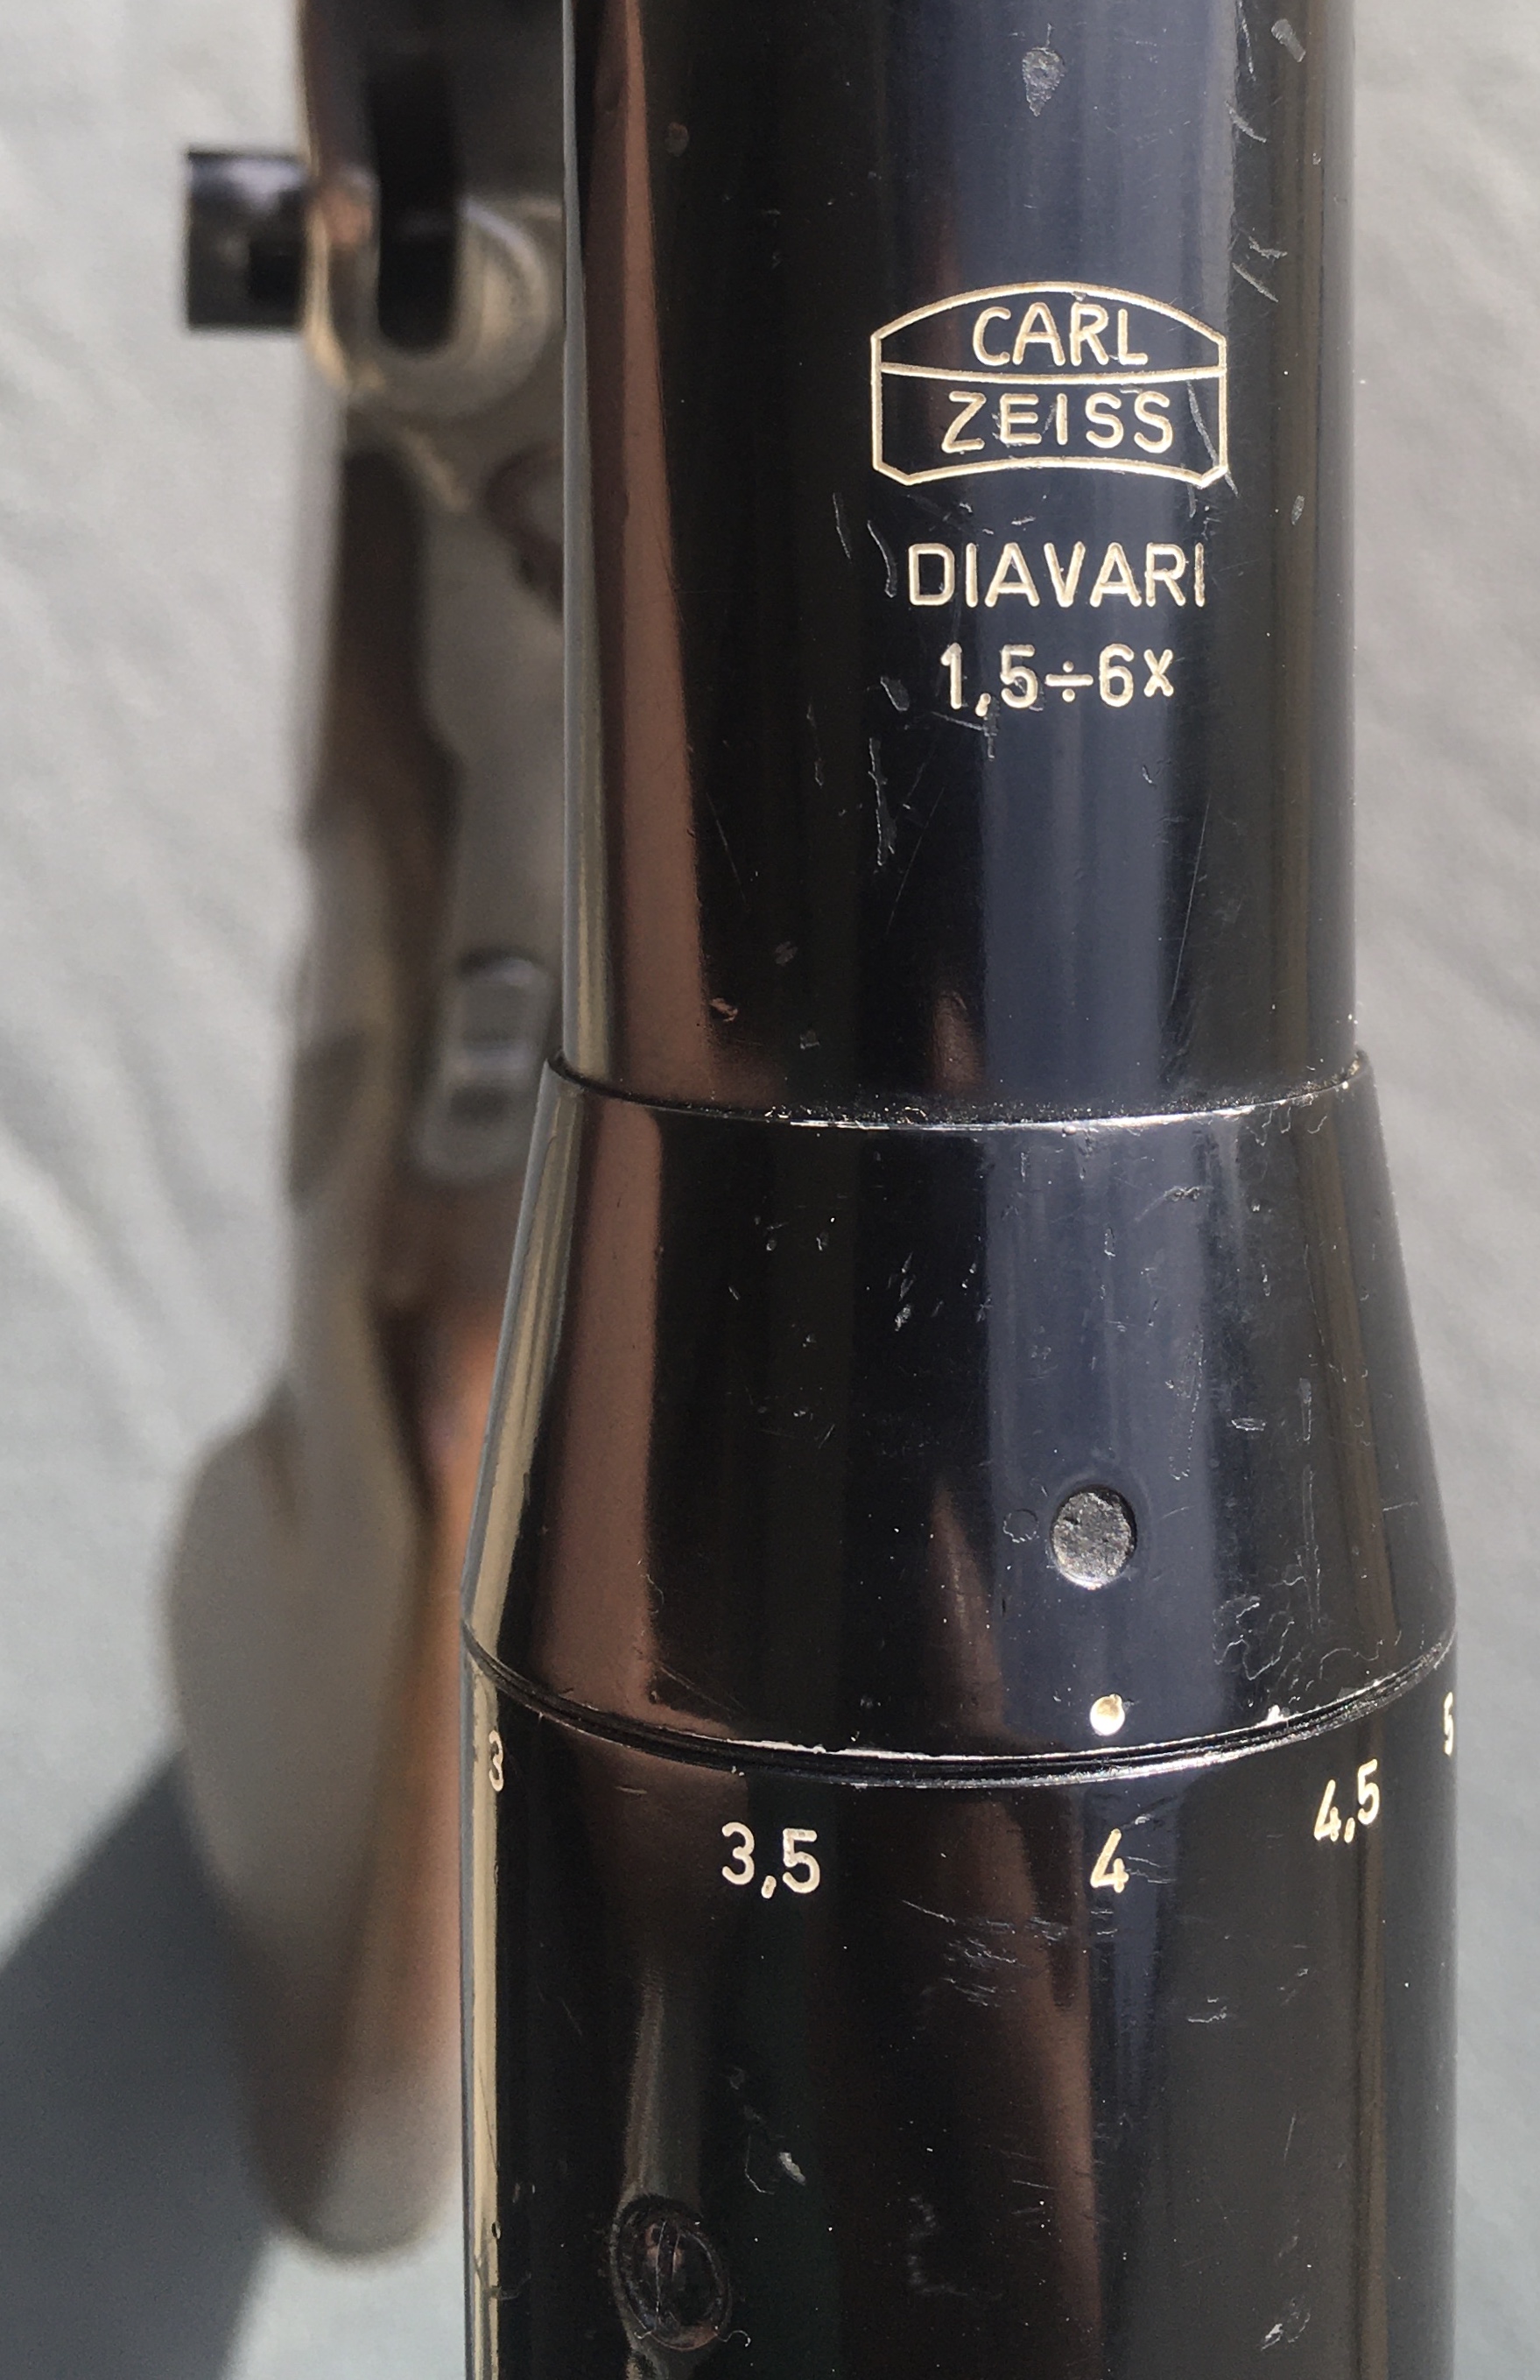 CARL
ZEISS
DIAVARI
1,5÷6x
3 3,5 4 4,5 5